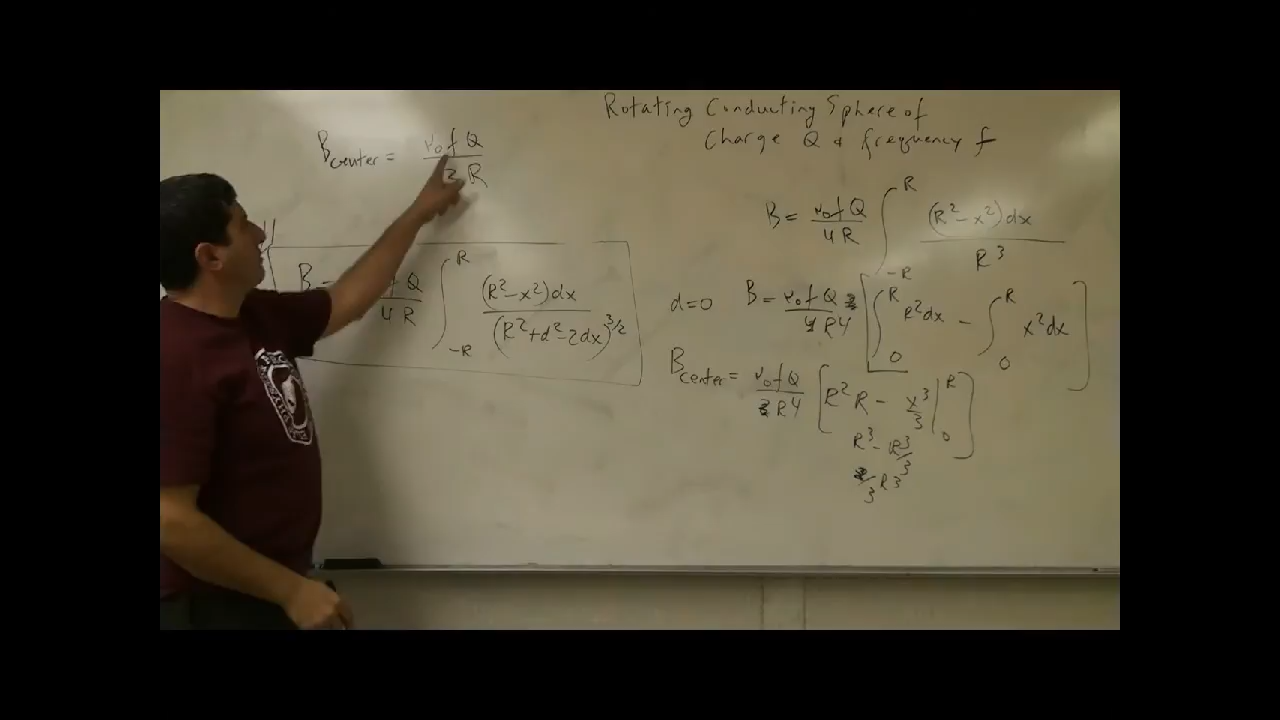 Rotating Conducting Sphere of
Charge Q & frequency f
B_center = μ₀fQ / 3R
B = μ₀fQ / 4R ∫_{-R}^{R} (R²-x²)dx / R³
fQ / 4R ∫_{-R}^{R} (R²-x²)dx / (R²+d²-2dx)^{3/2}
d=0 B = μ₀fQ 2 / 4R4 [ ∫_0^R R²dx - ∫_0^R x²dx ]
B_center = μ₀fQ / 2R4 [ R²R - x³/3 |_0^R ]
R³ - R³/3
2/3 R3